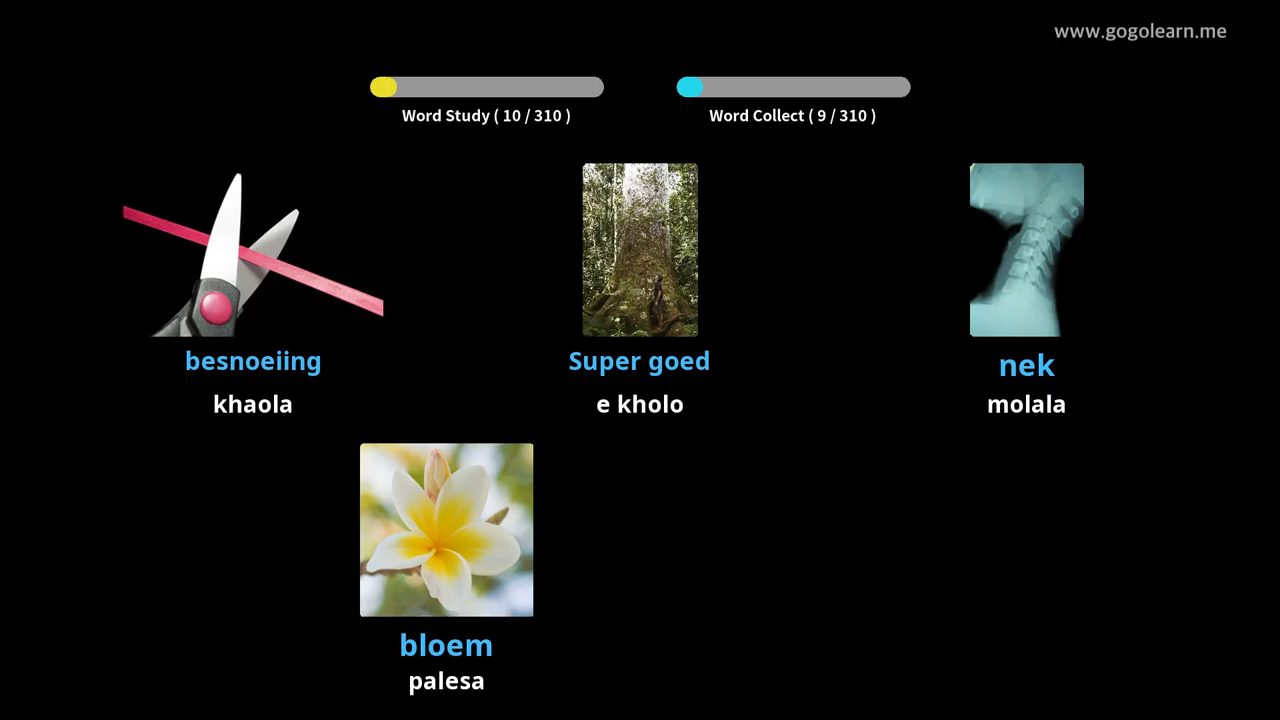 www.gogolearn.me
Word Study ( 10 / 310 )
Word Collect ( 9 / 310 )
besnoeiing
khaola
Super goed
e kholo
nek
molala
bloem
palesa